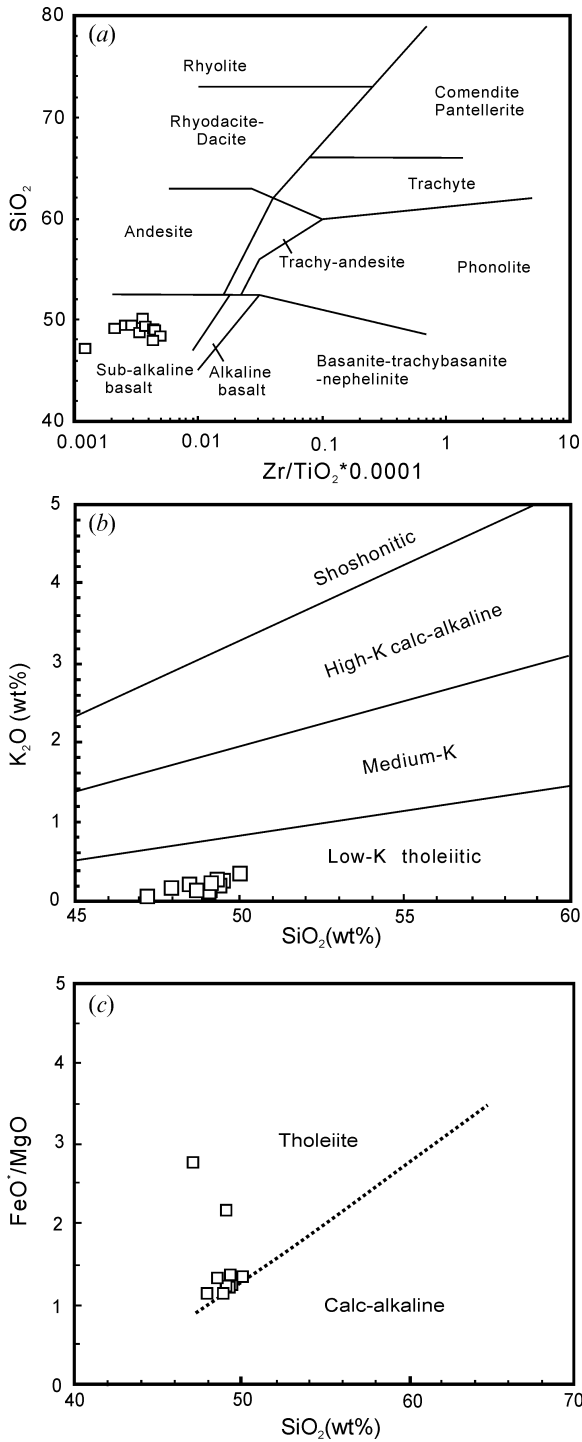 80
(a)
Rhyolite
Comendite
Pantellerite
70
Rhyodacite-
Dacite
Trachyte
SiO₂
60
Andesite
Trachy-andesite
Phonolite
50
Sub-alkaline
basalt
Alkaline
basalt
Basanite-trachybasanite
-nephelinite
40
0.001 0.01 0.1 1 10
Zr/TiO₂*0.0001
5
(b)
Shoshonitic
4
High-K calc-alkaline
3
K₂O (wt%)
2
Medium-K
1
Low-K tholeiitic
0
45 50 55 60
SiO₂(wt%)
5
(c)
4
FeO*/MgO
3
Tholeiite
2
1
Calc-alkaline
0
40 50 60 70
SiO₂(wt%)